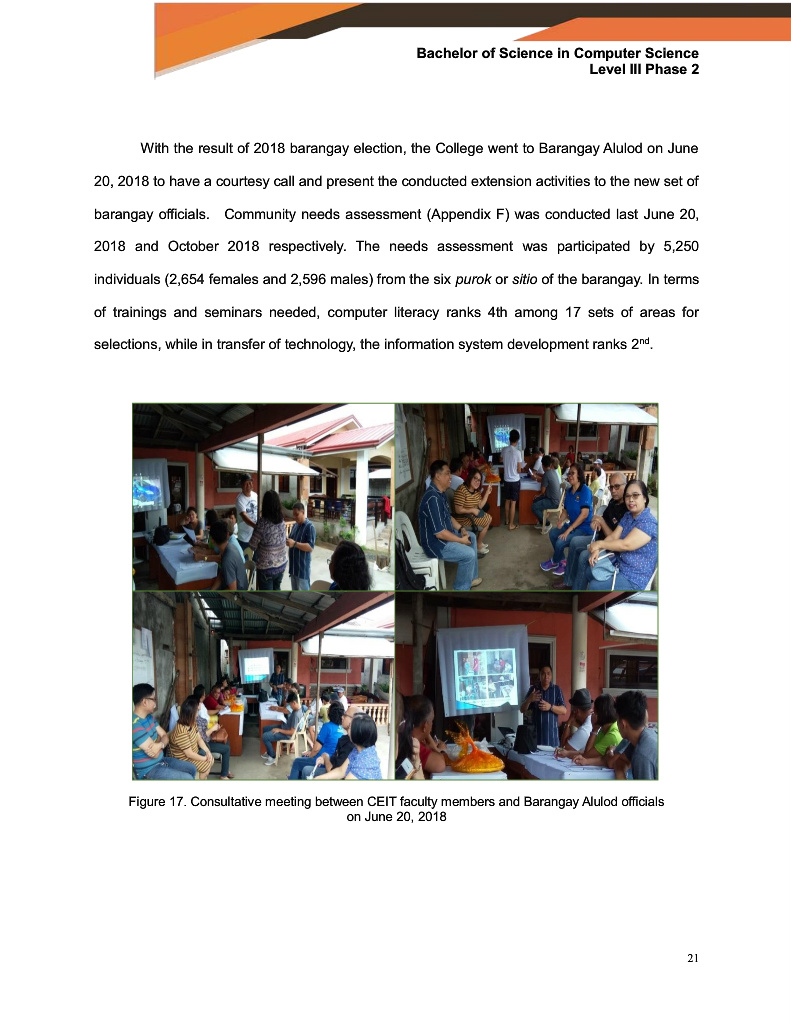 Bachelor of Science in Computer Science
Level III Phase 2
With the result of 2018 barangay election, the College went to Barangay Alulod on June
20, 2018 to have a courtesy call and present the conducted extension activities to the new set of
barangay officials.   Community needs assessment (Appendix F) was conducted last June 20,
2018 and October 2018 respectively. The needs assessment was participated by 5,250
individuals (2,654 females and 2,596 males) from the six purok or sitio of the barangay. In terms
of trainings and seminars needed, computer literacy ranks 4th among 17 sets of areas for
selections, while in transfer of technology, the information system development ranks 2nd.
Figure 17. Consultative meeting between CEIT faculty members and Barangay Alulod officials
on June 20, 2018
21